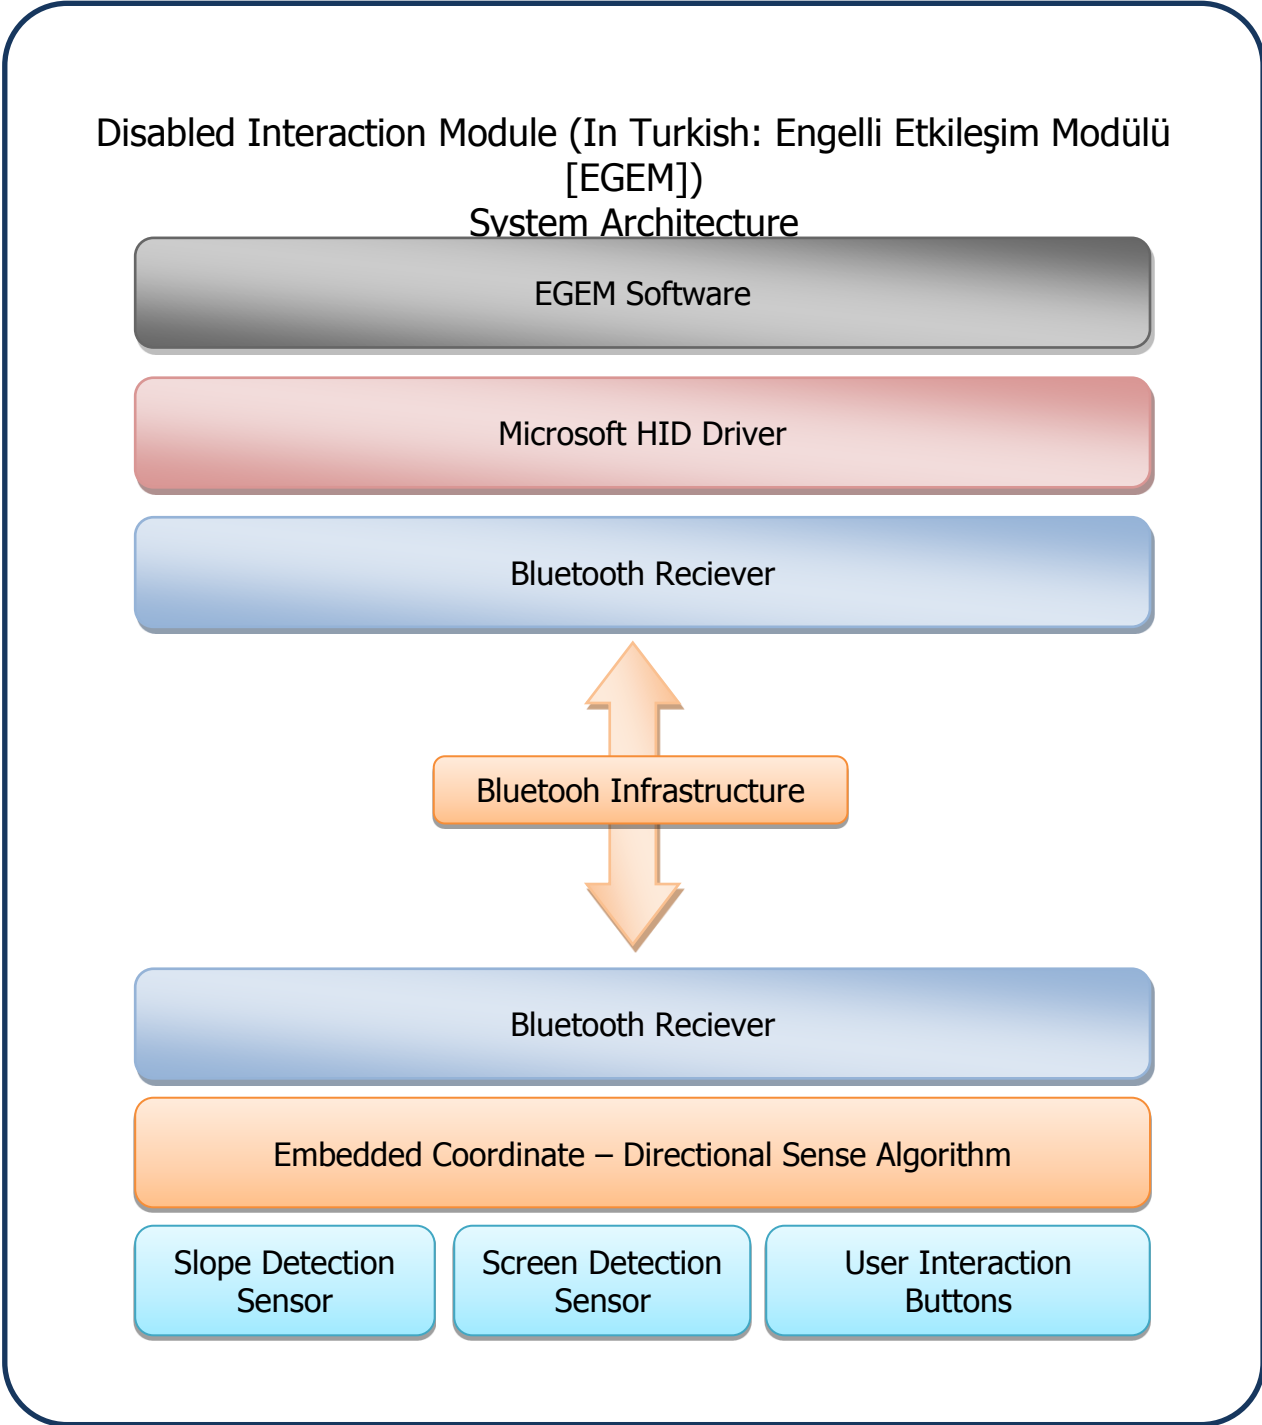 Disabled Interaction Module (In Turkish: Engelli Etkileşim Modülü
[EGEM])
System Architecture
EGEM Software
Microsoft HID Driver
Bluetooth Reciever
Bluetooh Infrastructure
Bluetooth Reciever
Embedded Coordinate – Directional Sense Algorithm
Slope Detection
Sensor
Screen Detection
Sensor
User Interaction
Buttons